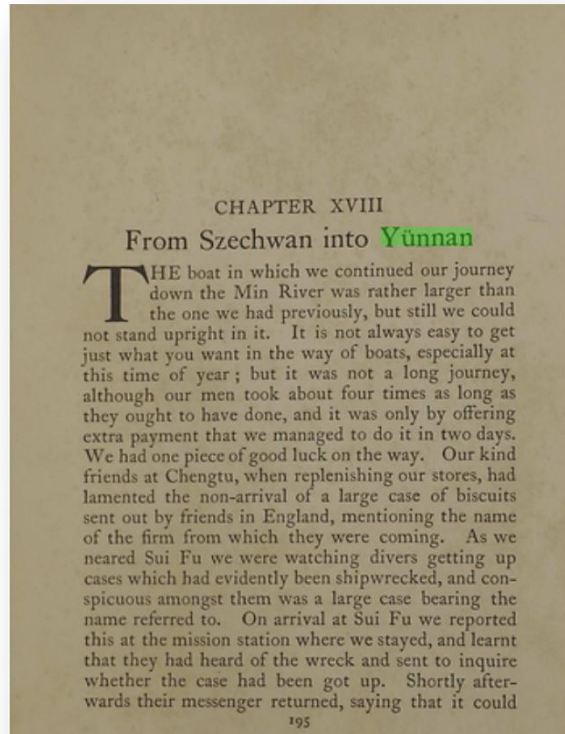 CHAPTER XVIII
From Szechwan into Yünnan
THE boat in which we continued our journey
down the Min River was rather larger than
the one we had previously, but still we could
not stand upright in it. It is not always easy to get
just what you want in the way of boats, especially at
this time of year; but it was not a long journey,
although our men took about four times as long as
they ought to have done, and it was only by offering
extra payment that we managed to do it in two days.
We had one piece of good luck on the way. Our kind
friends at Chengtu, when replenishing our stores, had
lamented the non-arrival of a large case of biscuits
sent out by friends in England, mentioning the name
of the firm from which they were coming. As we
neared Sui Fu we were watching divers getting up
cases which had evidently been shipwrecked, and con-
spicuous amongst them was a large case bearing the
name referred to. On arrival at Sui Fu we reported
this at the mission station where we stayed, and learnt
that they had heard of the wreck and sent to inquire
whether the case had been got up. Shortly after-
wards their messenger returned, saying that it could
195